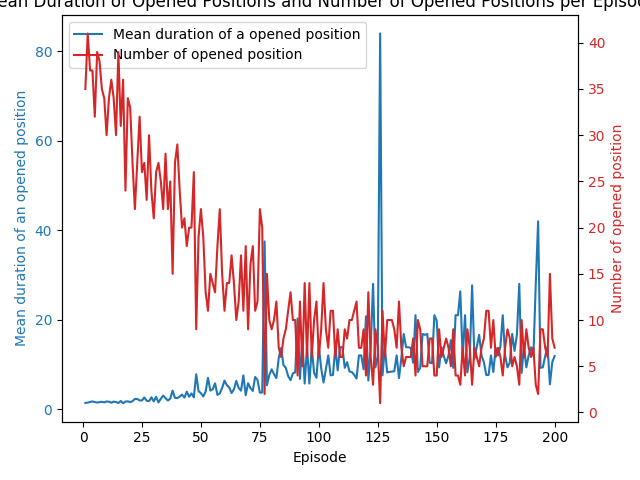 ean Duration of Opened Positions and Number of Opened Positions per Episod
Mean duration of a opened position
Number of opened position
Mean duration of an opened position
80
60
40
20
0
40
35
30
25
20
15
10
5
0
Number of opened position
0 25 50 75 100 125 150 175 200
Episode